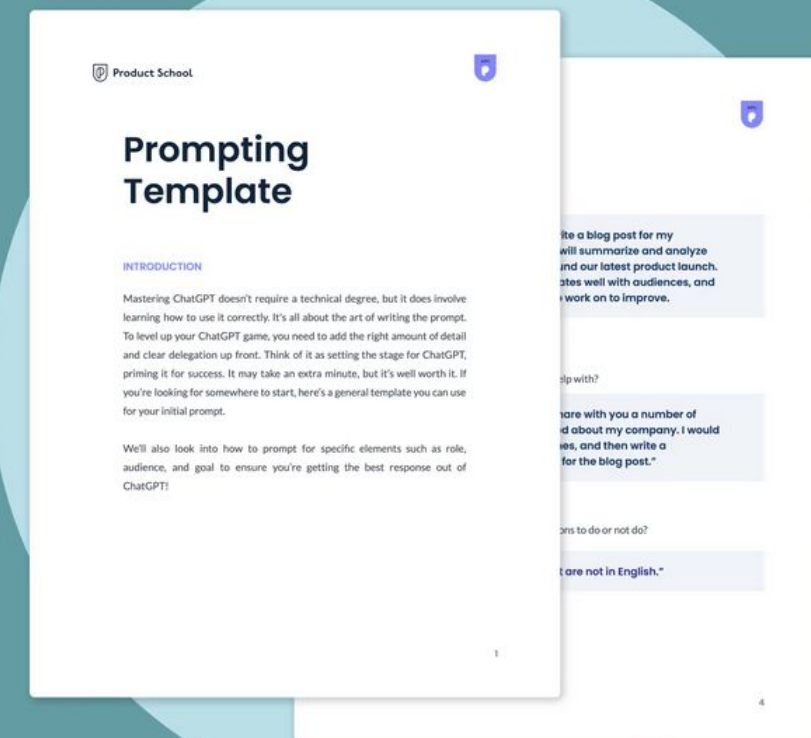 Product School
Prompting
Template
INTRODUCTION
Mastering ChatGPT doesn't require a technical degree, but it does involve
learning how to use it correctly. It's all about the art of writing the prompt.
To level up your ChatGPT game, you need to add the right amount of detail
and clear delegation up front. Think of it as setting the stage for ChatGPT,
priming it for success. It may take an extra minute, but it's well worth it. If
you're looking for somewhere to start, here's a general template you can use
for your initial prompt.
We'll also look into how to prompt for specific elements such as role,
audience, and goal to ensure you're getting the best response out of
ChatGPT!
1
a blog post for my
will summarize and analyze
our latest product launch.
well with audiences, and
work on to improve.
with?
with you a number of
about my company. I would
and then write a
for the blog post."
to do or not do?
are not in English."
4